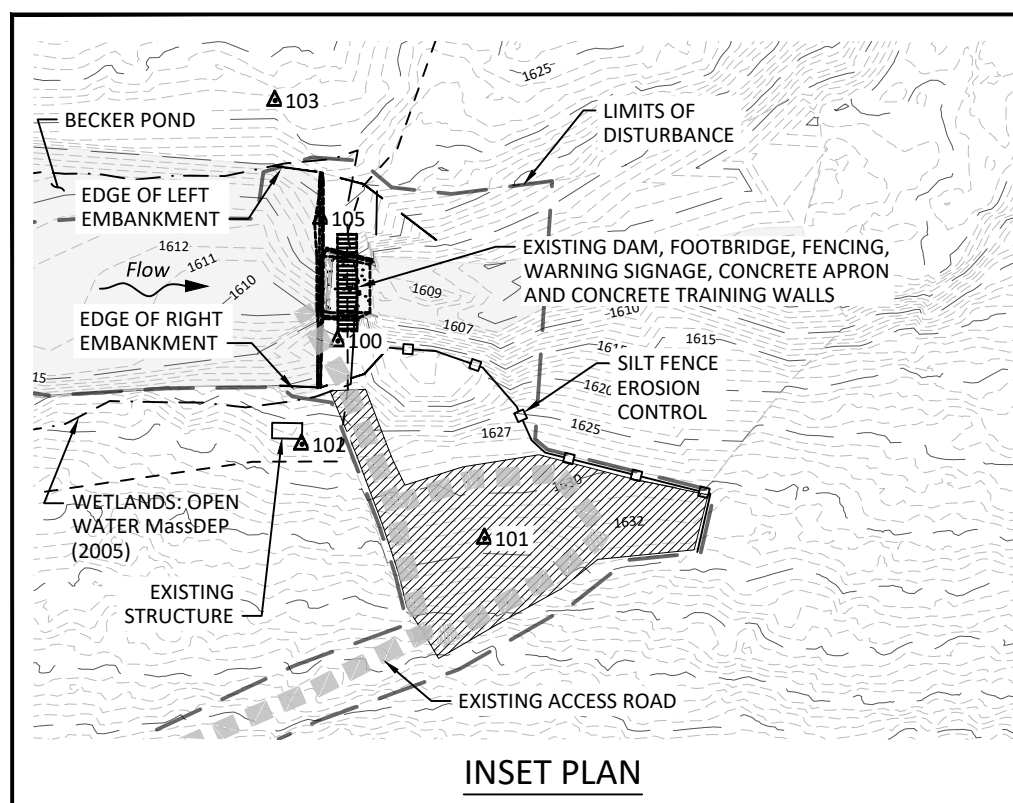 1625
103
BECKER POND
LIMITS OF
DISTURBANCE
EDGE OF LEFT
EMBANKMENT
105
1612
1611
Flow
1610
EXISTING DAM, FOOTBRIDGE, FENCING,
WARNING SIGNAGE, CONCRETE APRON
AND CONCRETE TRAINING WALLS
1609
1610
1607
1615
EDGE OF RIGHT
EMBANKMENT
100
SILT FENCE
EROSION
CONTROL
1620
1625
1627
102
WETLANDS: OPEN
WATER MassDEP
(2005)
1632
101
EXISTING
STRUCTURE
EXISTING ACCESS ROAD
INSET PLAN